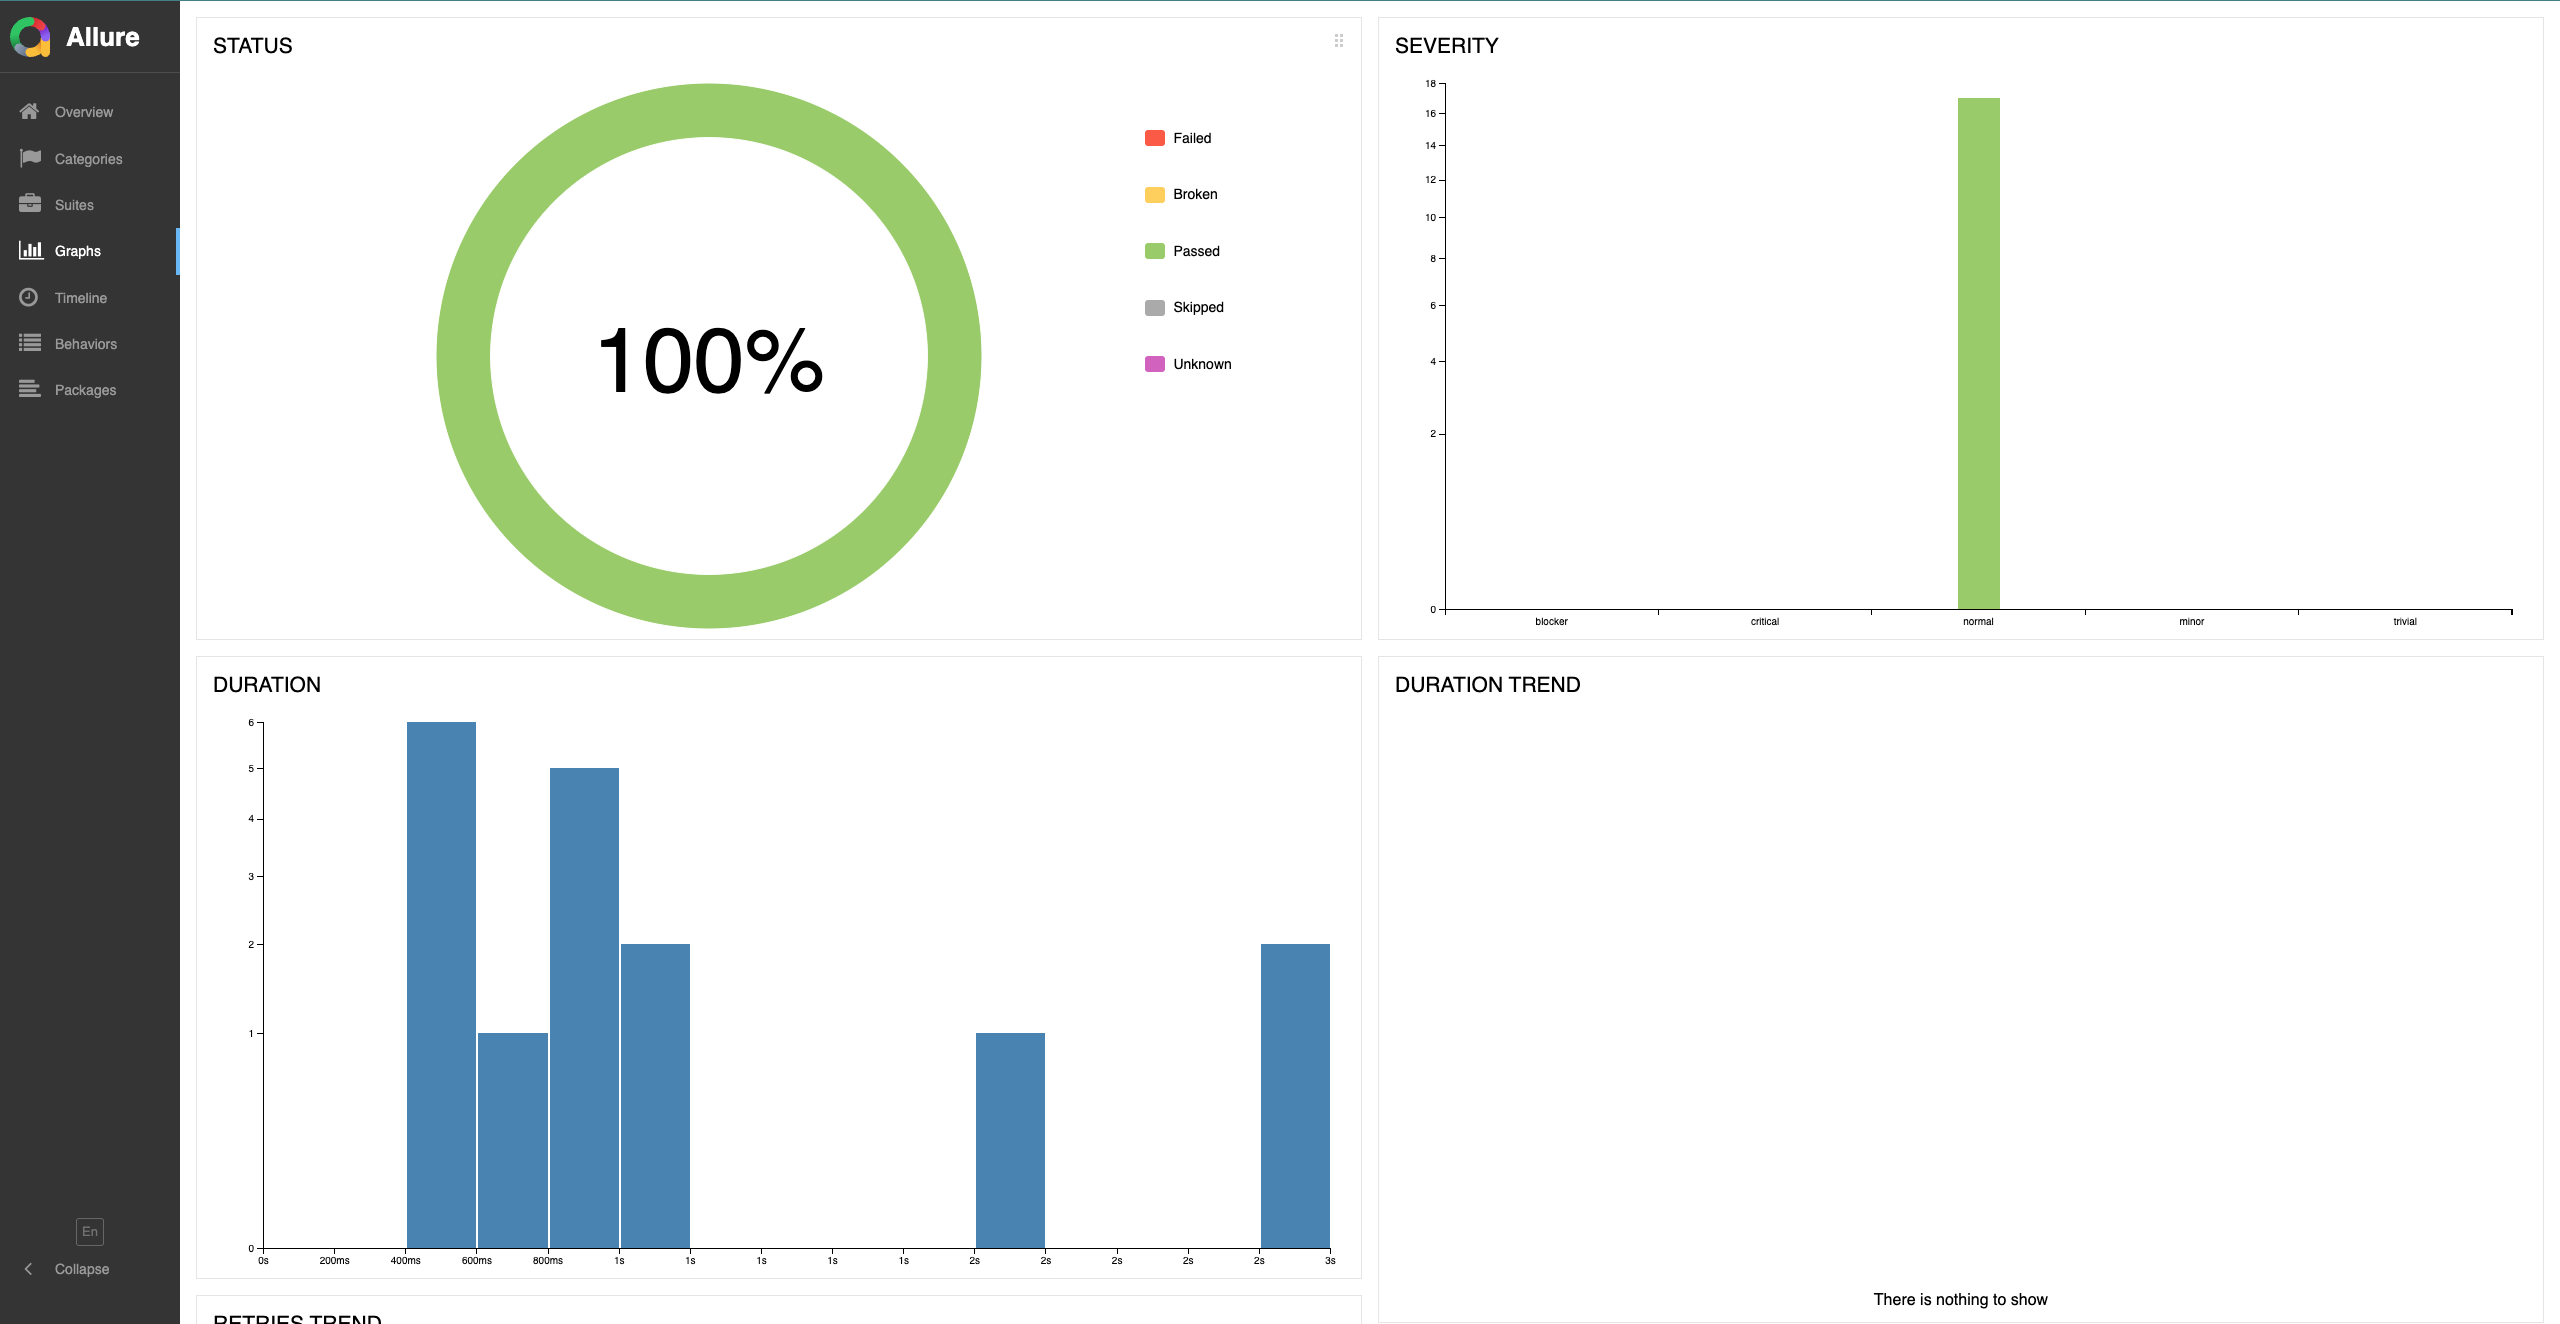 Allure
Overview
Categories
Suites
Graphs
Timeline
Behaviors
Packages
En
Collapse
STATUS
100%
Failed
Broken
Passed
Skipped
Unknown
SEVERITY
18
16
14
12
10
8
6
4
2
0
blocker critical normal minor trivial
DURATION
6
5
4
3
2
1
0
0s 200ms 400ms 600ms 800ms 1s 1s 1s 1s 1s 2s 2s 2s 2s 2s 3s
DURATION TREND
There is nothing to show
RETRIES TREND